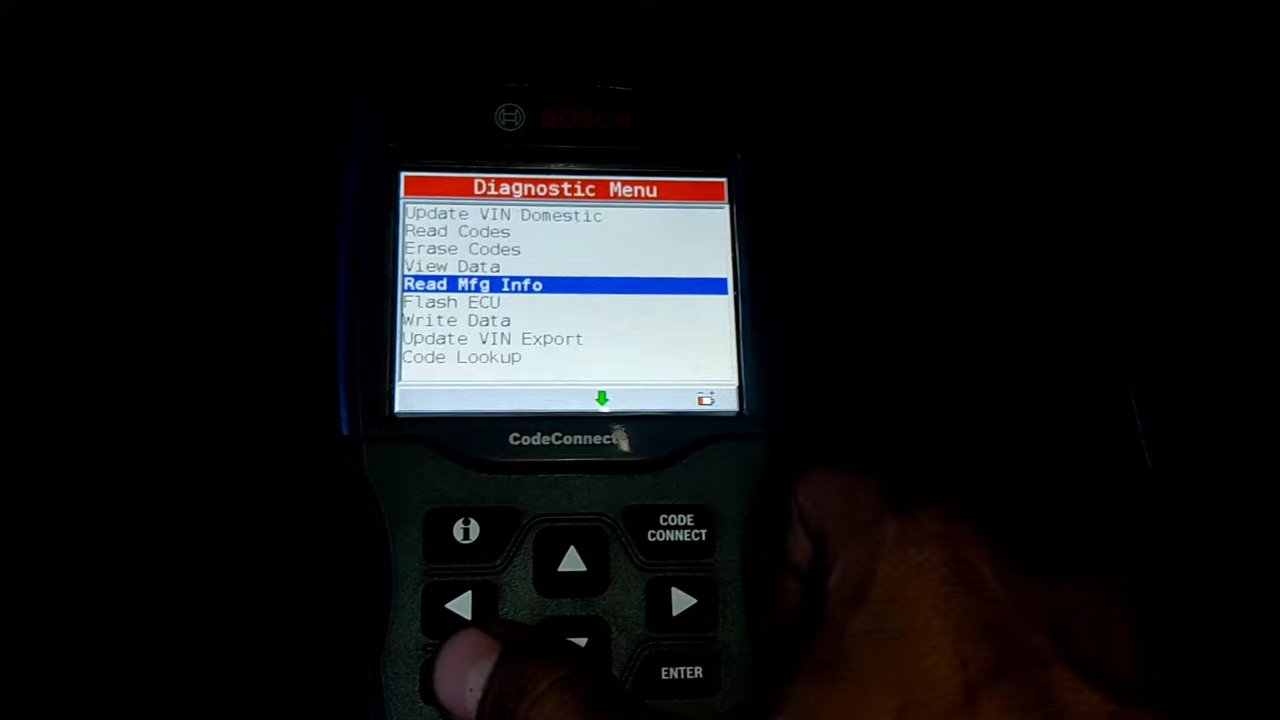 BOSCH
Diagnostic Menu
Update VIN Domestic
Read Codes
Erase Codes
View Data
Read Mfg Info
Flash ECU
Write Data
Update VIN Export
Code Lookup
CodeConnect
i
CODE
CONNECT
ENTER